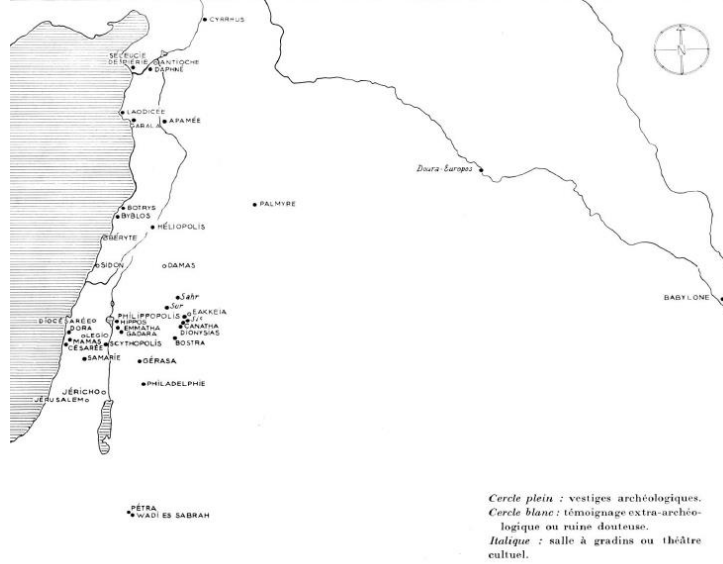 CYRRHUS
SÉLEUCIE
DE PIÉRIE
ANTIOCHE
DAPHNÉ
LAODICÉE
GABALA
APAMÉE
Doura-Europos
PALMYRE
BOTRYS
BYBLOS
HÉLIOPOLIS
BÉRYTE
SIDON
DAMAS
BABYLONE
Sahr
Sur
PHILIPPOPOLIS
EAKKEIA
Sic
DIOCÉSARÉE
HIPPOS
DORA
EMMATHA
CANATHA
LEGIO
GADARA
DIONYSIAS
MAMAS
CÉSARÉE
SCYTHOPOLIS
BOSTRA
SAMARIE
GÉRASA
PHILADELPHIE
JÉRICHO
JÉRUSALEM
PÉTRA
WADI ES SABRAH
N
Cercle plein : vestiges archéologiques.
Cercle blanc : témoignage extra-archéo-
logique ou ruine douteuse.
Italique : salle à gradins ou théâtre
cultuel.